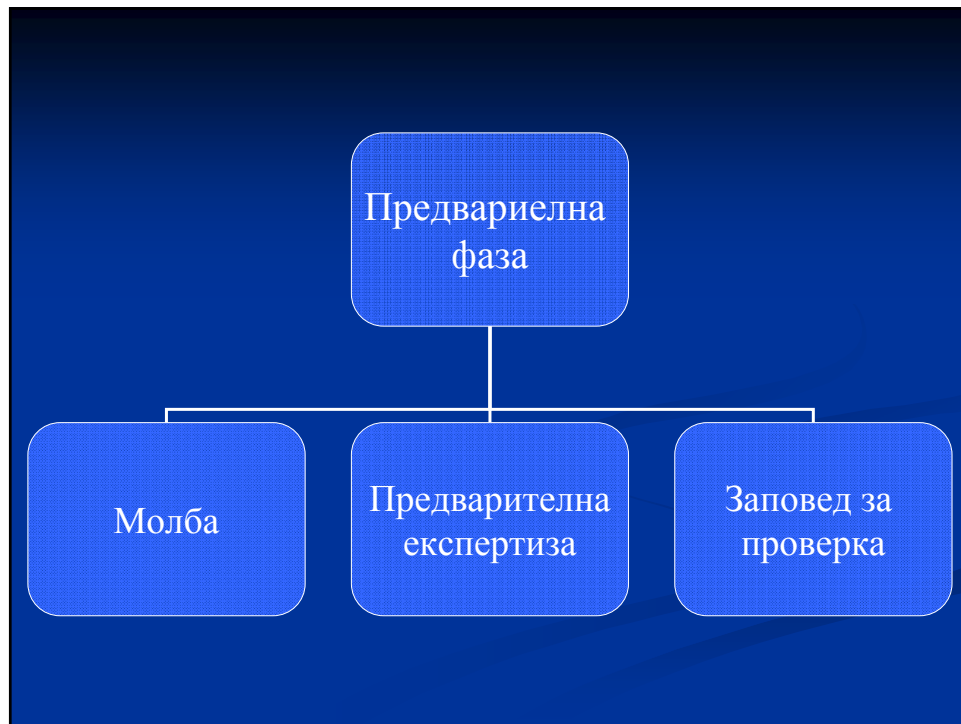 Предвариелна
фаза
Молба
Предварителна
експертиза
Заповед за
проверка